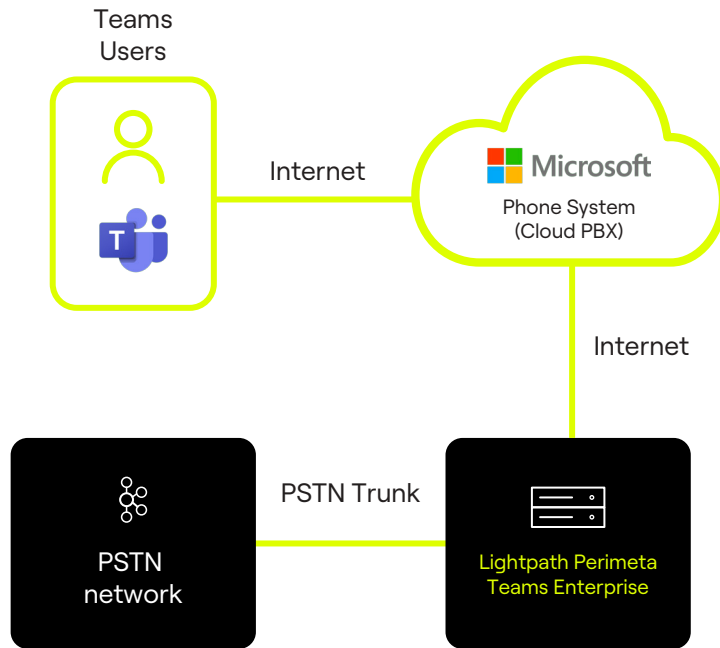 Teams
Users
Internet
Microsoft
Phone System
(Cloud PBX)
T
Internet
PSTN Trunk
PSTN
network
Lightpath Perimeta
Teams Enterprise